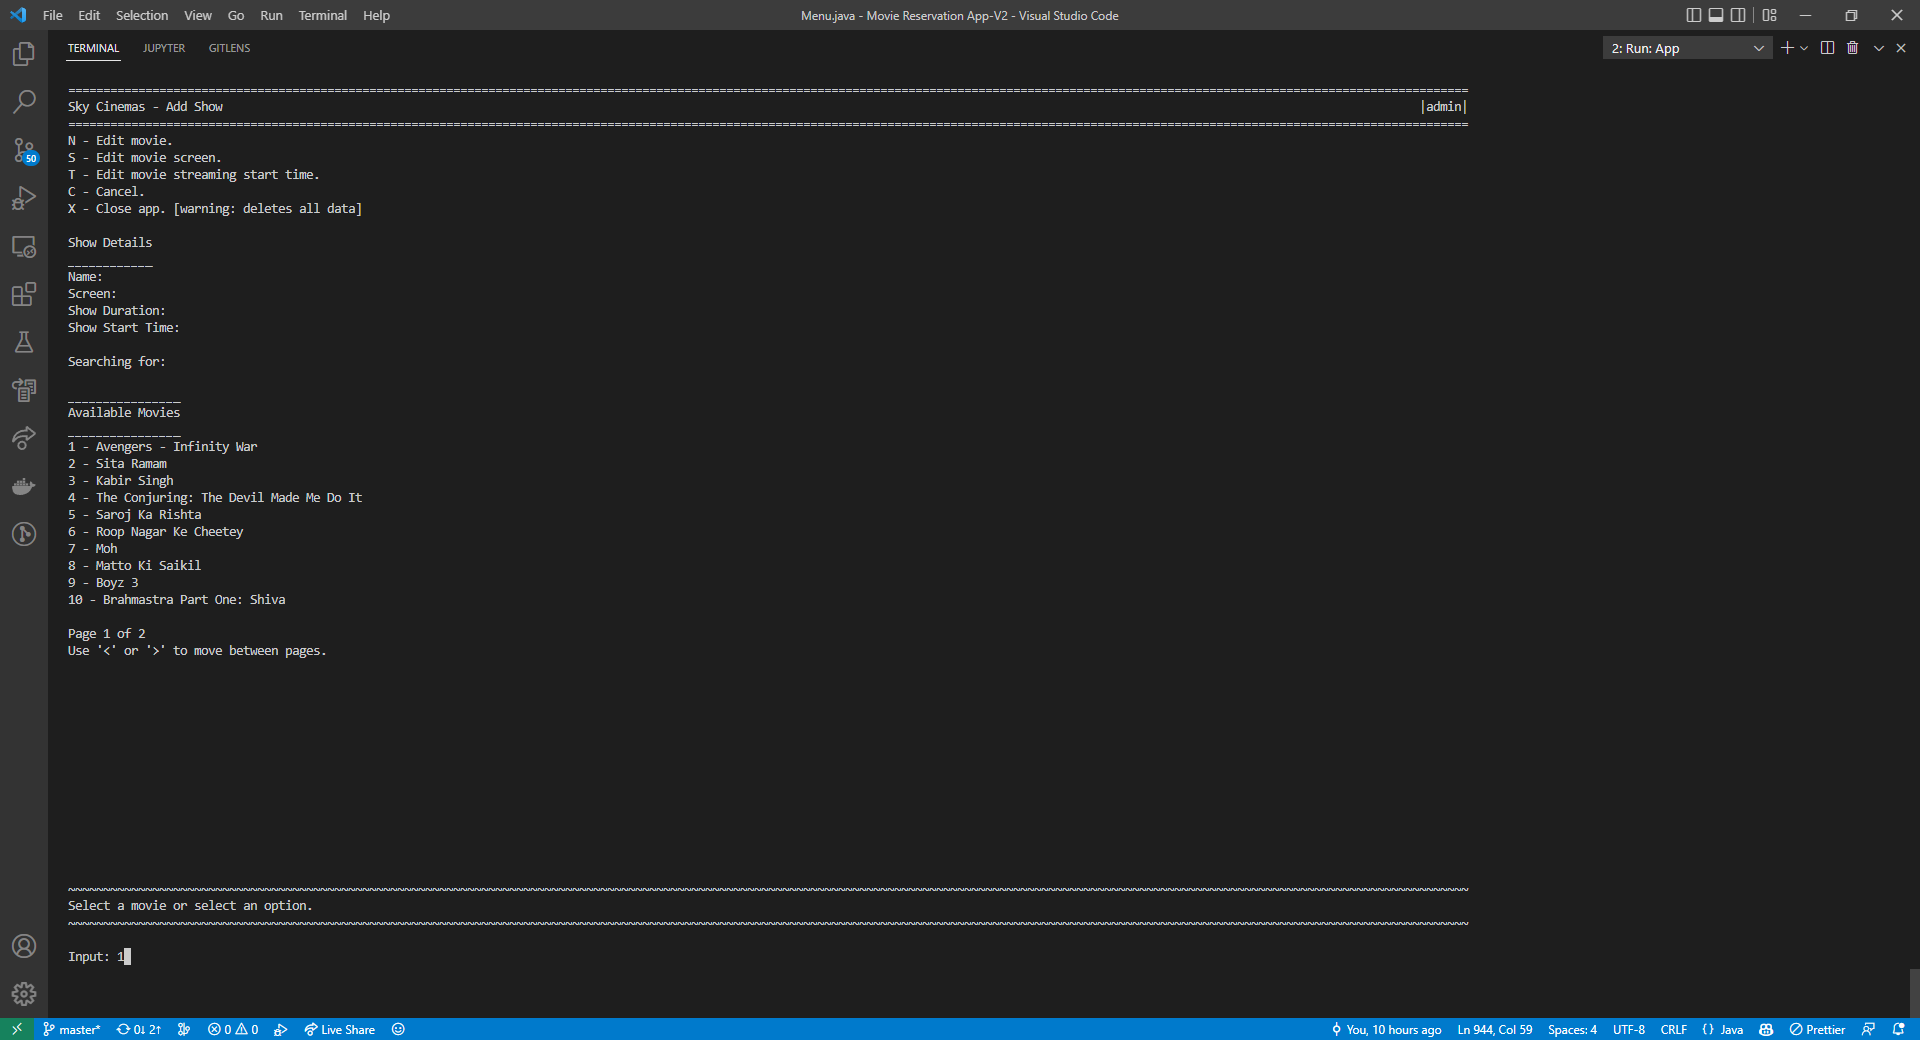 File Edit Selection View Go Run Terminal Help
Menu.java - Movie Reservation App-V2 - Visual Studio Code
TERMINAL JUPYTER GITLENS
2: Run: App
========================================================================================================================================================================================================
Sky Cinemas - Add Show |admin|
========================================================================================================================================================================================================
N - Edit movie.
S - Edit movie screen.
T - Edit movie streaming start time.
C - Cancel.
X - Close app. [warning: deletes all data]
Show Details
____________
Name:
Screen:
Show Duration:
Show Start Time:
Searching for:
________________
Available Movies
________________
1 - Avengers - Infinity War
2 - Sita Ramam
3 - Kabir Singh
4 - The Conjuring: The Devil Made Me Do It
5 - Saroj Ka Rishta
6 - Roop Nagar Ke Cheetey
7 - Moh
8 - Matto Ki Saikil
9 - Boyz 3
10 - Brahmastra Part One: Shiva
Page 1 of 2
Use '<' or '>' to move between pages.
~~~~~~~~~~~~~~~~~~~~~~~~~~~~~~~~~~~~~~~~~~~~~~~~~~~~~~~~~~~~~~~~~~~~~~~~~~~~~~~~~~~~~~~~~~~~~~~~~~~~~~~~~~~~~~~~~~~~~~~~~~~~~~~~~~~~~~~~~~~~~~~~~~~~~~~~~~~~~~~~~~~~~~~~~~~~~~~~~~~~~~~~~~~~~~~~
Select a movie or select an option.
~~~~~~~~~~~~~~~~~~~~~~~~~~~~~~~~~~~~~~~~~~~~~~~~~~~~~~~~~~~~~~~~~~~~~~~~~~~~~~~~~~~~~~~~~~~~~~~~~~~~~~~~~~~~~~~~~~~~~~~~~~~~~~~~~~~~~~~~~~~~~~~~~~~~~~~~~~~~~~~~~~~~~~~~~~~~~~~~~~~~~~~~~~~~~~~~
Input: 1
50
master* 0↓ 2↑ 0 0 Live Share You, 10 hours ago Ln 944, Col 59 Spaces: 4 UTF-8 CRLF {} Java Prettier